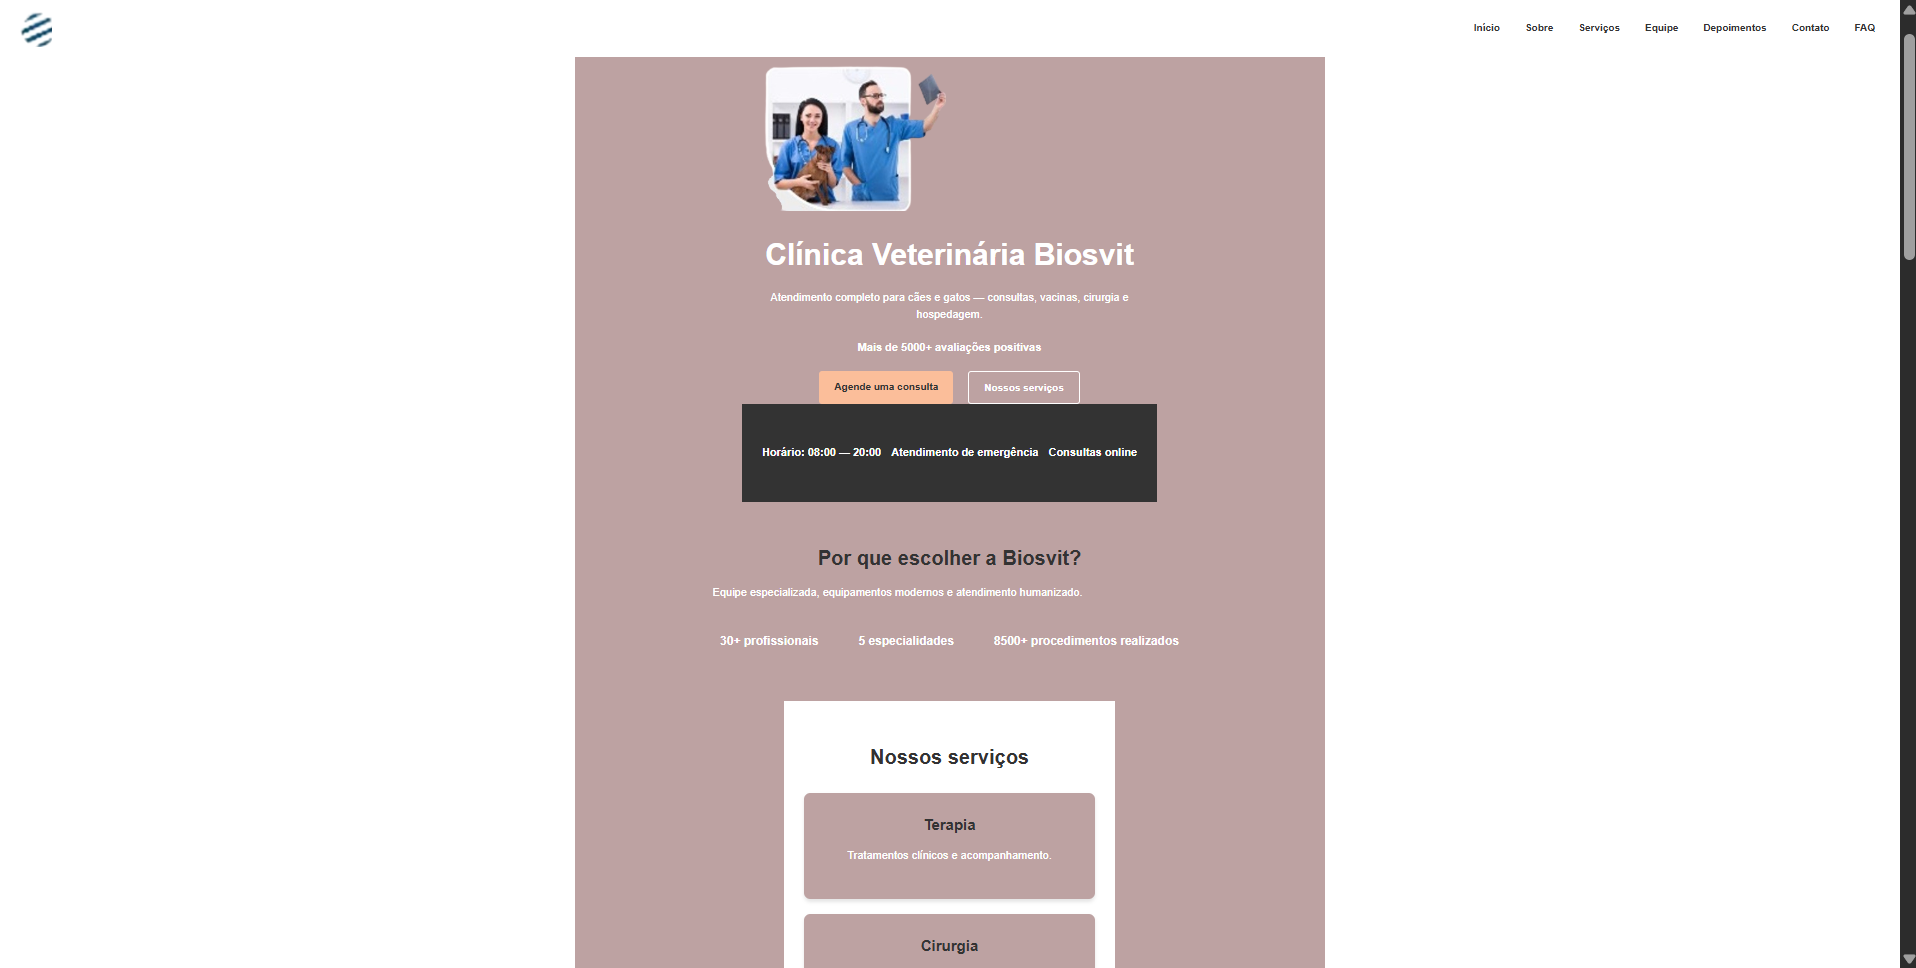 Início Sobre Serviços Equipe Depoimentos Contato FAQ
Clínica Veterinária Biosvit
Atendimento completo para cães e gatos — consultas, vacinas, cirurgia e
hospedagem.
Mais de 5000+ avaliações positivas
Agende uma consulta Nossos serviços
Horário: 08:00 — 20:00 Atendimento de emergência Consultas online
Por que escolher a Biosvit?
Equipe especializada, equipamentos modernos e atendimento humanizado.
30+ profissionais 5 especialidades 8500+ procedimentos realizados
Nossos serviços
Terapia
Tratamentos clínicos e acompanhamento.
Cirurgia